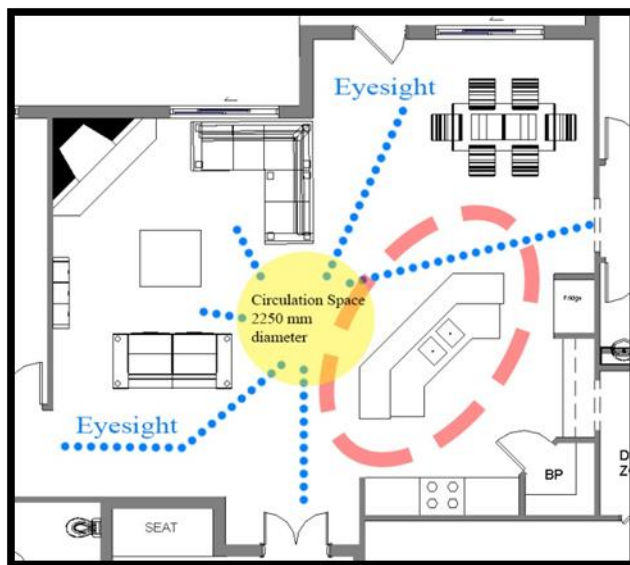 Eyesight
Circulation Space
2250 mm
diameter
Fridge
Eyesight
BP
SEAT
D
Z